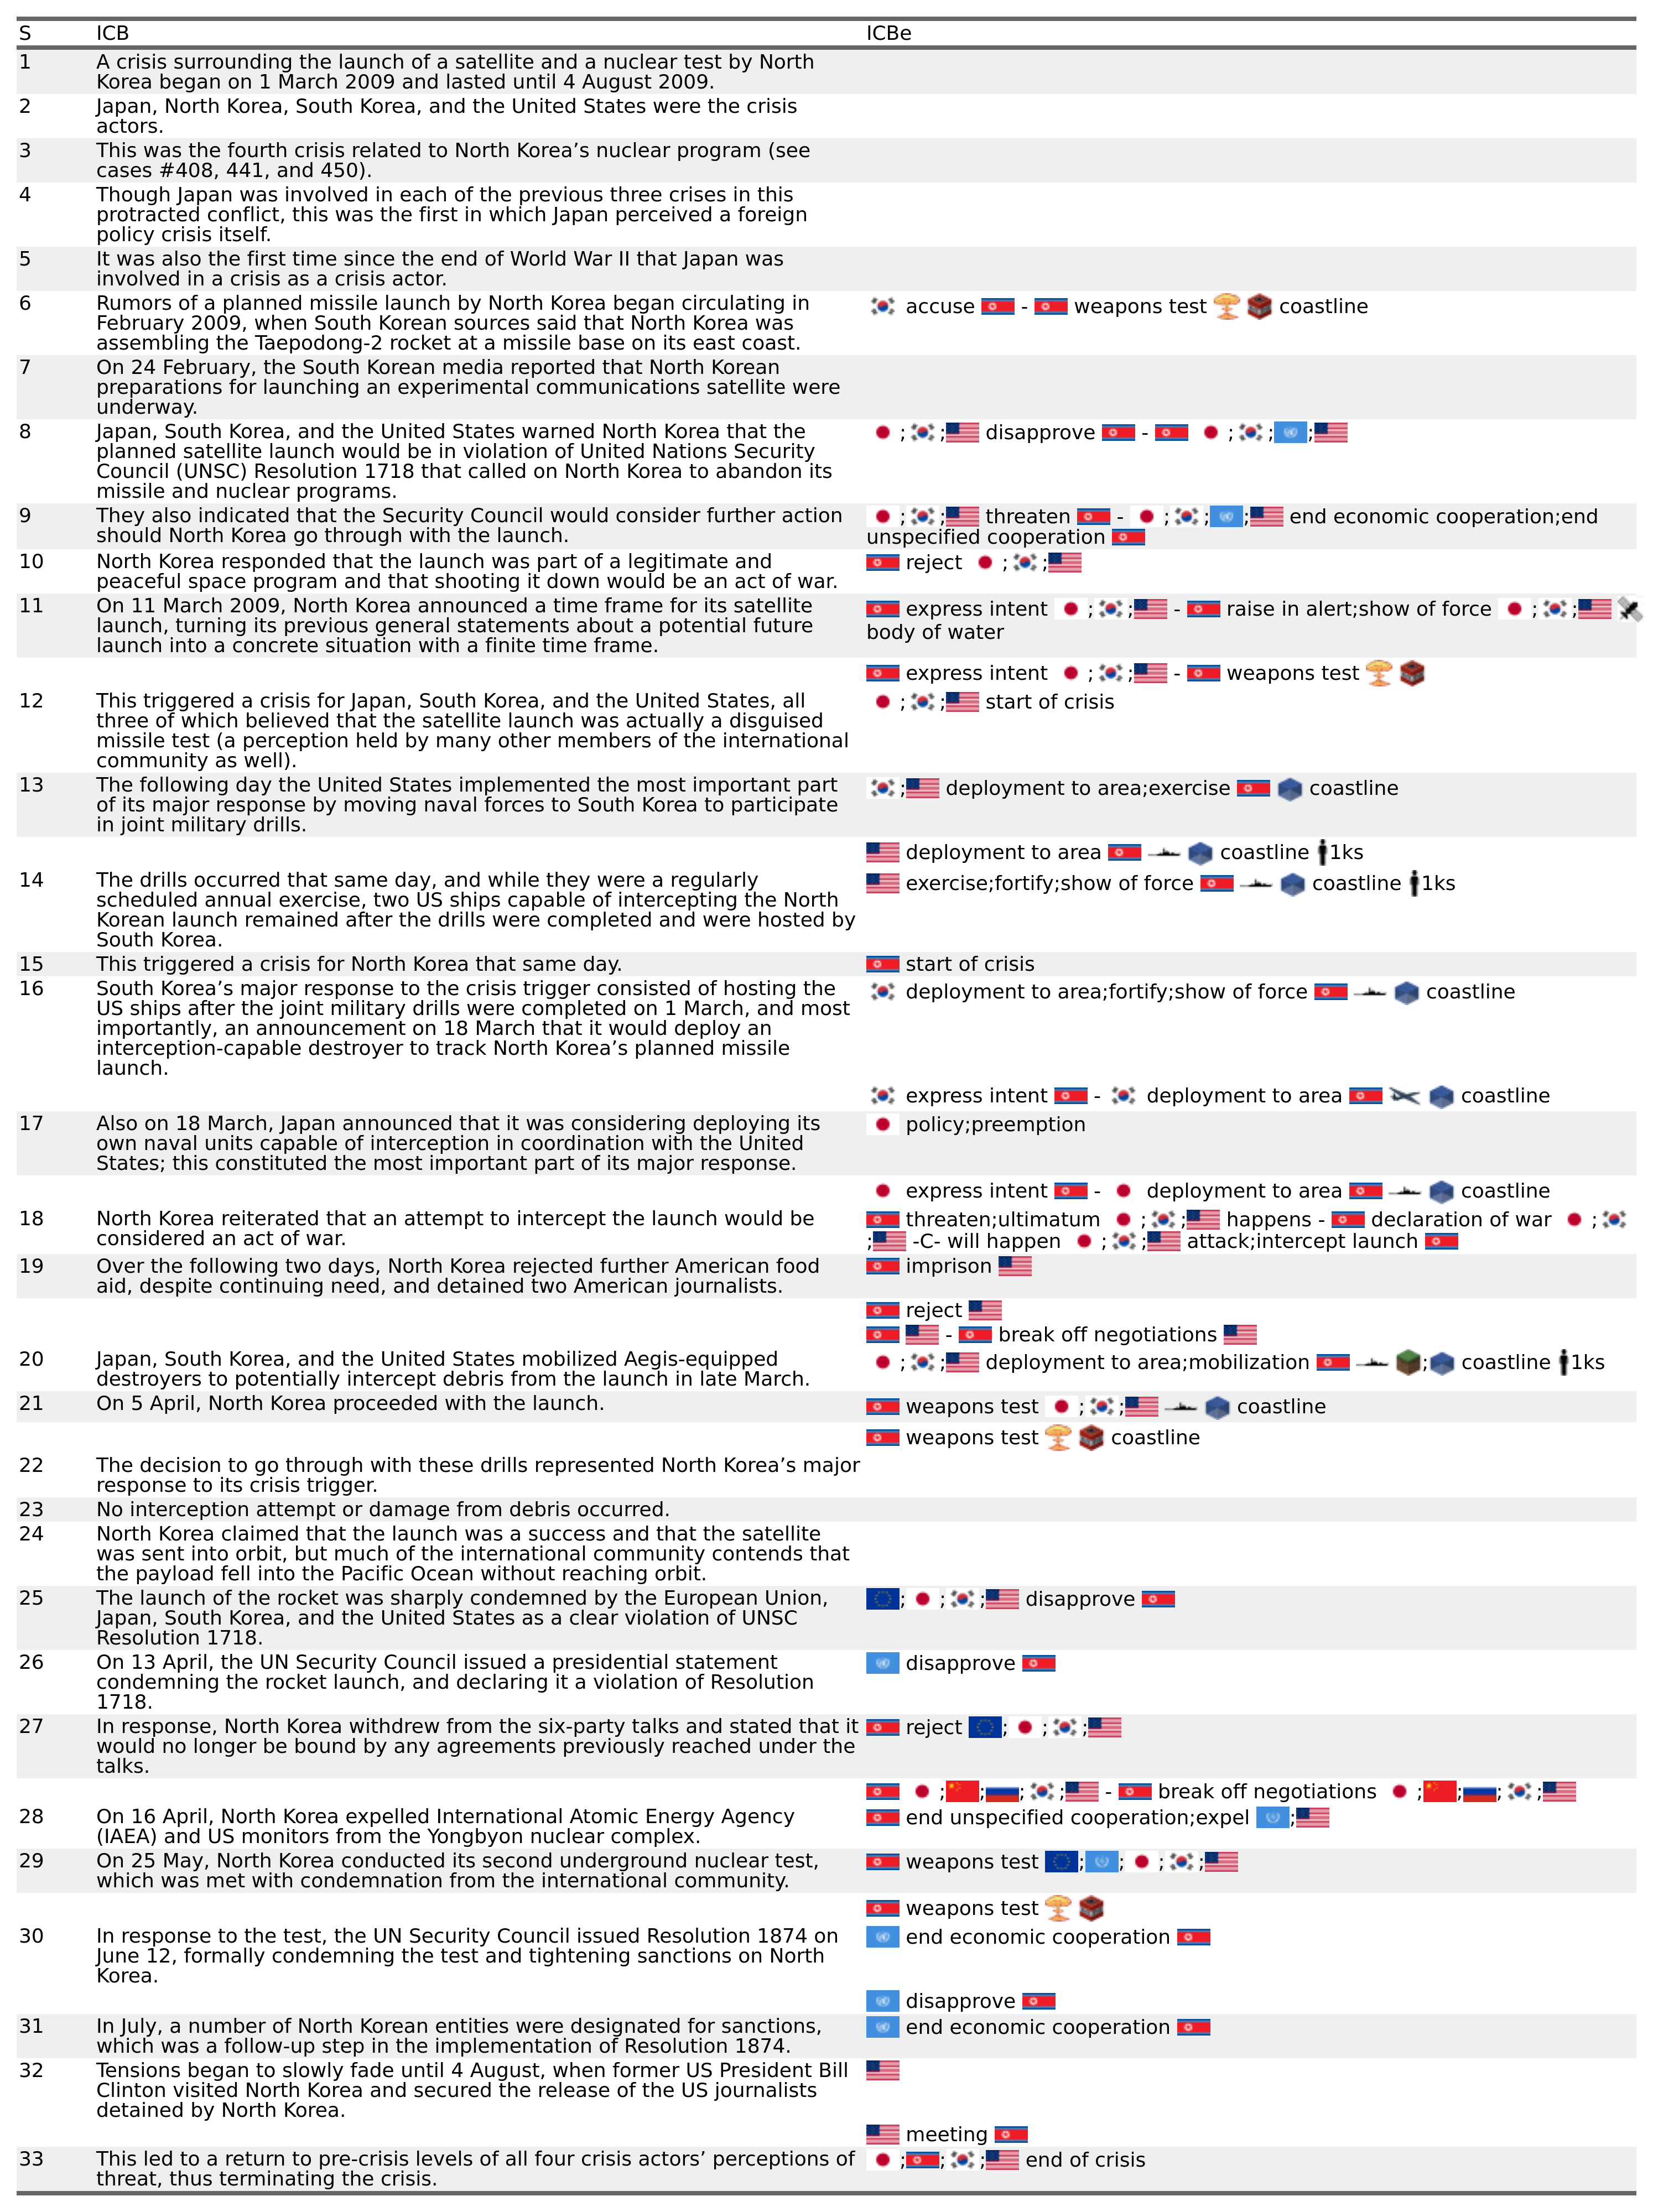 S ICB ICBe
1 A crisis surrounding the launch of a satellite and a nuclear test by North
Korea began on 1 March 2009 and lasted until 4 August 2009.
2 Japan, North Korea, South Korea, and the United States were the crisis
actors.
3 This was the fourth crisis related to North Korea’s nuclear program (see
cases #408, 441, and 450).
4 Though Japan was involved in each of the previous three crises in this
protracted conflict, this was the first in which Japan perceived a foreign
policy crisis itself.
5 It was also the first time since the end of World War II that Japan was
involved in a crisis as a crisis actor.
6 Rumors of a planned missile launch by North Korea began circulating in accuse - weapons test coastline
February 2009, when South Korean sources said that North Korea was
assembling the Taepodong-2 rocket at a missile base on its east coast.
7 On 24 February, the South Korean media reported that North Korean
preparations for launching an experimental communications satellite were
underway.
8 Japan, South Korea, and the United States warned North Korea that the ; ; disapprove - ; ; ;
planned satellite launch would be in violation of United Nations Security
Council (UNSC) Resolution 1718 that called on North Korea to abandon its
missile and nuclear programs.
9 They also indicated that the Security Council would consider further action ; ; threaten - ; ; ; end economic cooperation;end
should North Korea go through with the launch. unspecified cooperation
10 North Korea responded that the launch was part of a legitimate and reject ; ;
peaceful space program and that shooting it down would be an act of war.
11 On 11 March 2009, North Korea announced a time frame for its satellite express intent ; ; - raise in alert;show of force ; ;
launch, turning its previous general statements about a potential future body of water
launch into a concrete situation with a finite time frame.
express intent ; ; - weapons test
12 This triggered a crisis for Japan, South Korea, and the United States, all ; ; start of crisis
three of which believed that the satellite launch was actually a disguised
missile test (a perception held by many other members of the international
community as well).
13 The following day the United States implemented the most important part ; deployment to area;exercise coastline
of its major response by moving naval forces to South Korea to participate
in joint military drills.
deployment to area coastline 1ks
14 The drills occurred that same day, and while they were a regularly exercise;fortify;show of force coastline 1ks
scheduled annual exercise, two US ships capable of intercepting the North
Korean launch remained after the drills were completed and were hosted by
South Korea.
15 This triggered a crisis for North Korea that same day. start of crisis
16 South Korea’s major response to the crisis trigger consisted of hosting the deployment to area;fortify;show of force coastline
US ships after the joint military drills were completed on 1 March, and most
importantly, an announcement on 18 March that it would deploy an
interception-capable destroyer to track North Korea’s planned missile
launch.
express intent - deployment to area coastline
17 Also on 18 March, Japan announced that it was considering deploying its policy;preemption
own naval units capable of interception in coordination with the United
States; this constituted the most important part of its major response.
express intent - deployment to area coastline
18 North Korea reiterated that an attempt to intercept the launch would be threaten;ultimatum ; ; happens - declaration of war ;
considered an act of war. ; -C- will happen ; ; attack;intercept launch
19 Over the following two days, North Korea rejected further American food imprison
aid, despite continuing need, and detained two American journalists.
reject
- break off negotiations
20 Japan, South Korea, and the United States mobilized Aegis-equipped ; ; deployment to area;mobilization ; coastline 1ks
destroyers to potentially intercept debris from the launch in late March.
21 On 5 April, North Korea proceeded with the launch. weapons test ; ; coastline
weapons test coastline
22 The decision to go through with these drills represented North Korea’s major
response to its crisis trigger.
23 No interception attempt or damage from debris occurred.
24 North Korea claimed that the launch was a success and that the satellite
was sent into orbit, but much of the international community contends that
the payload fell into the Pacific Ocean without reaching orbit.
25 The launch of the rocket was sharply condemned by the European Union, ; ; ; disapprove
Japan, South Korea, and the United States as a clear violation of UNSC
Resolution 1718.
26 On 13 April, the UN Security Council issued a presidential statement disapprove
condemning the rocket launch, and declaring it a violation of Resolution
1718.
27 In response, North Korea withdrew from the six-party talks and stated that it reject ; ; ;
would no longer be bound by any agreements previously reached under the
talks.
; ; ; ; - break off negotiations ; ; ; ;
28 On 16 April, North Korea expelled International Atomic Energy Agency end unspecified cooperation;expel ;
(IAEA) and US monitors from the Yongbyon nuclear complex.
29 On 25 May, North Korea conducted its second underground nuclear test, weapons test ; ; ; ;
which was met with condemnation from the international community.
weapons test
30 In response to the test, the UN Security Council issued Resolution 1874 on end economic cooperation
June 12, formally condemning the test and tightening sanctions on North
Korea.
disapprove
31 In July, a number of North Korean entities were designated for sanctions, end economic cooperation
which was a follow-up step in the implementation of Resolution 1874.
32 Tensions began to slowly fade until 4 August, when former US President Bill
Clinton visited North Korea and secured the release of the US journalists
detained by North Korea.
meeting
33 This led to a return to pre-crisis levels of all four crisis actors’ perceptions of ; ; ; end of crisis
threat, thus terminating the crisis.